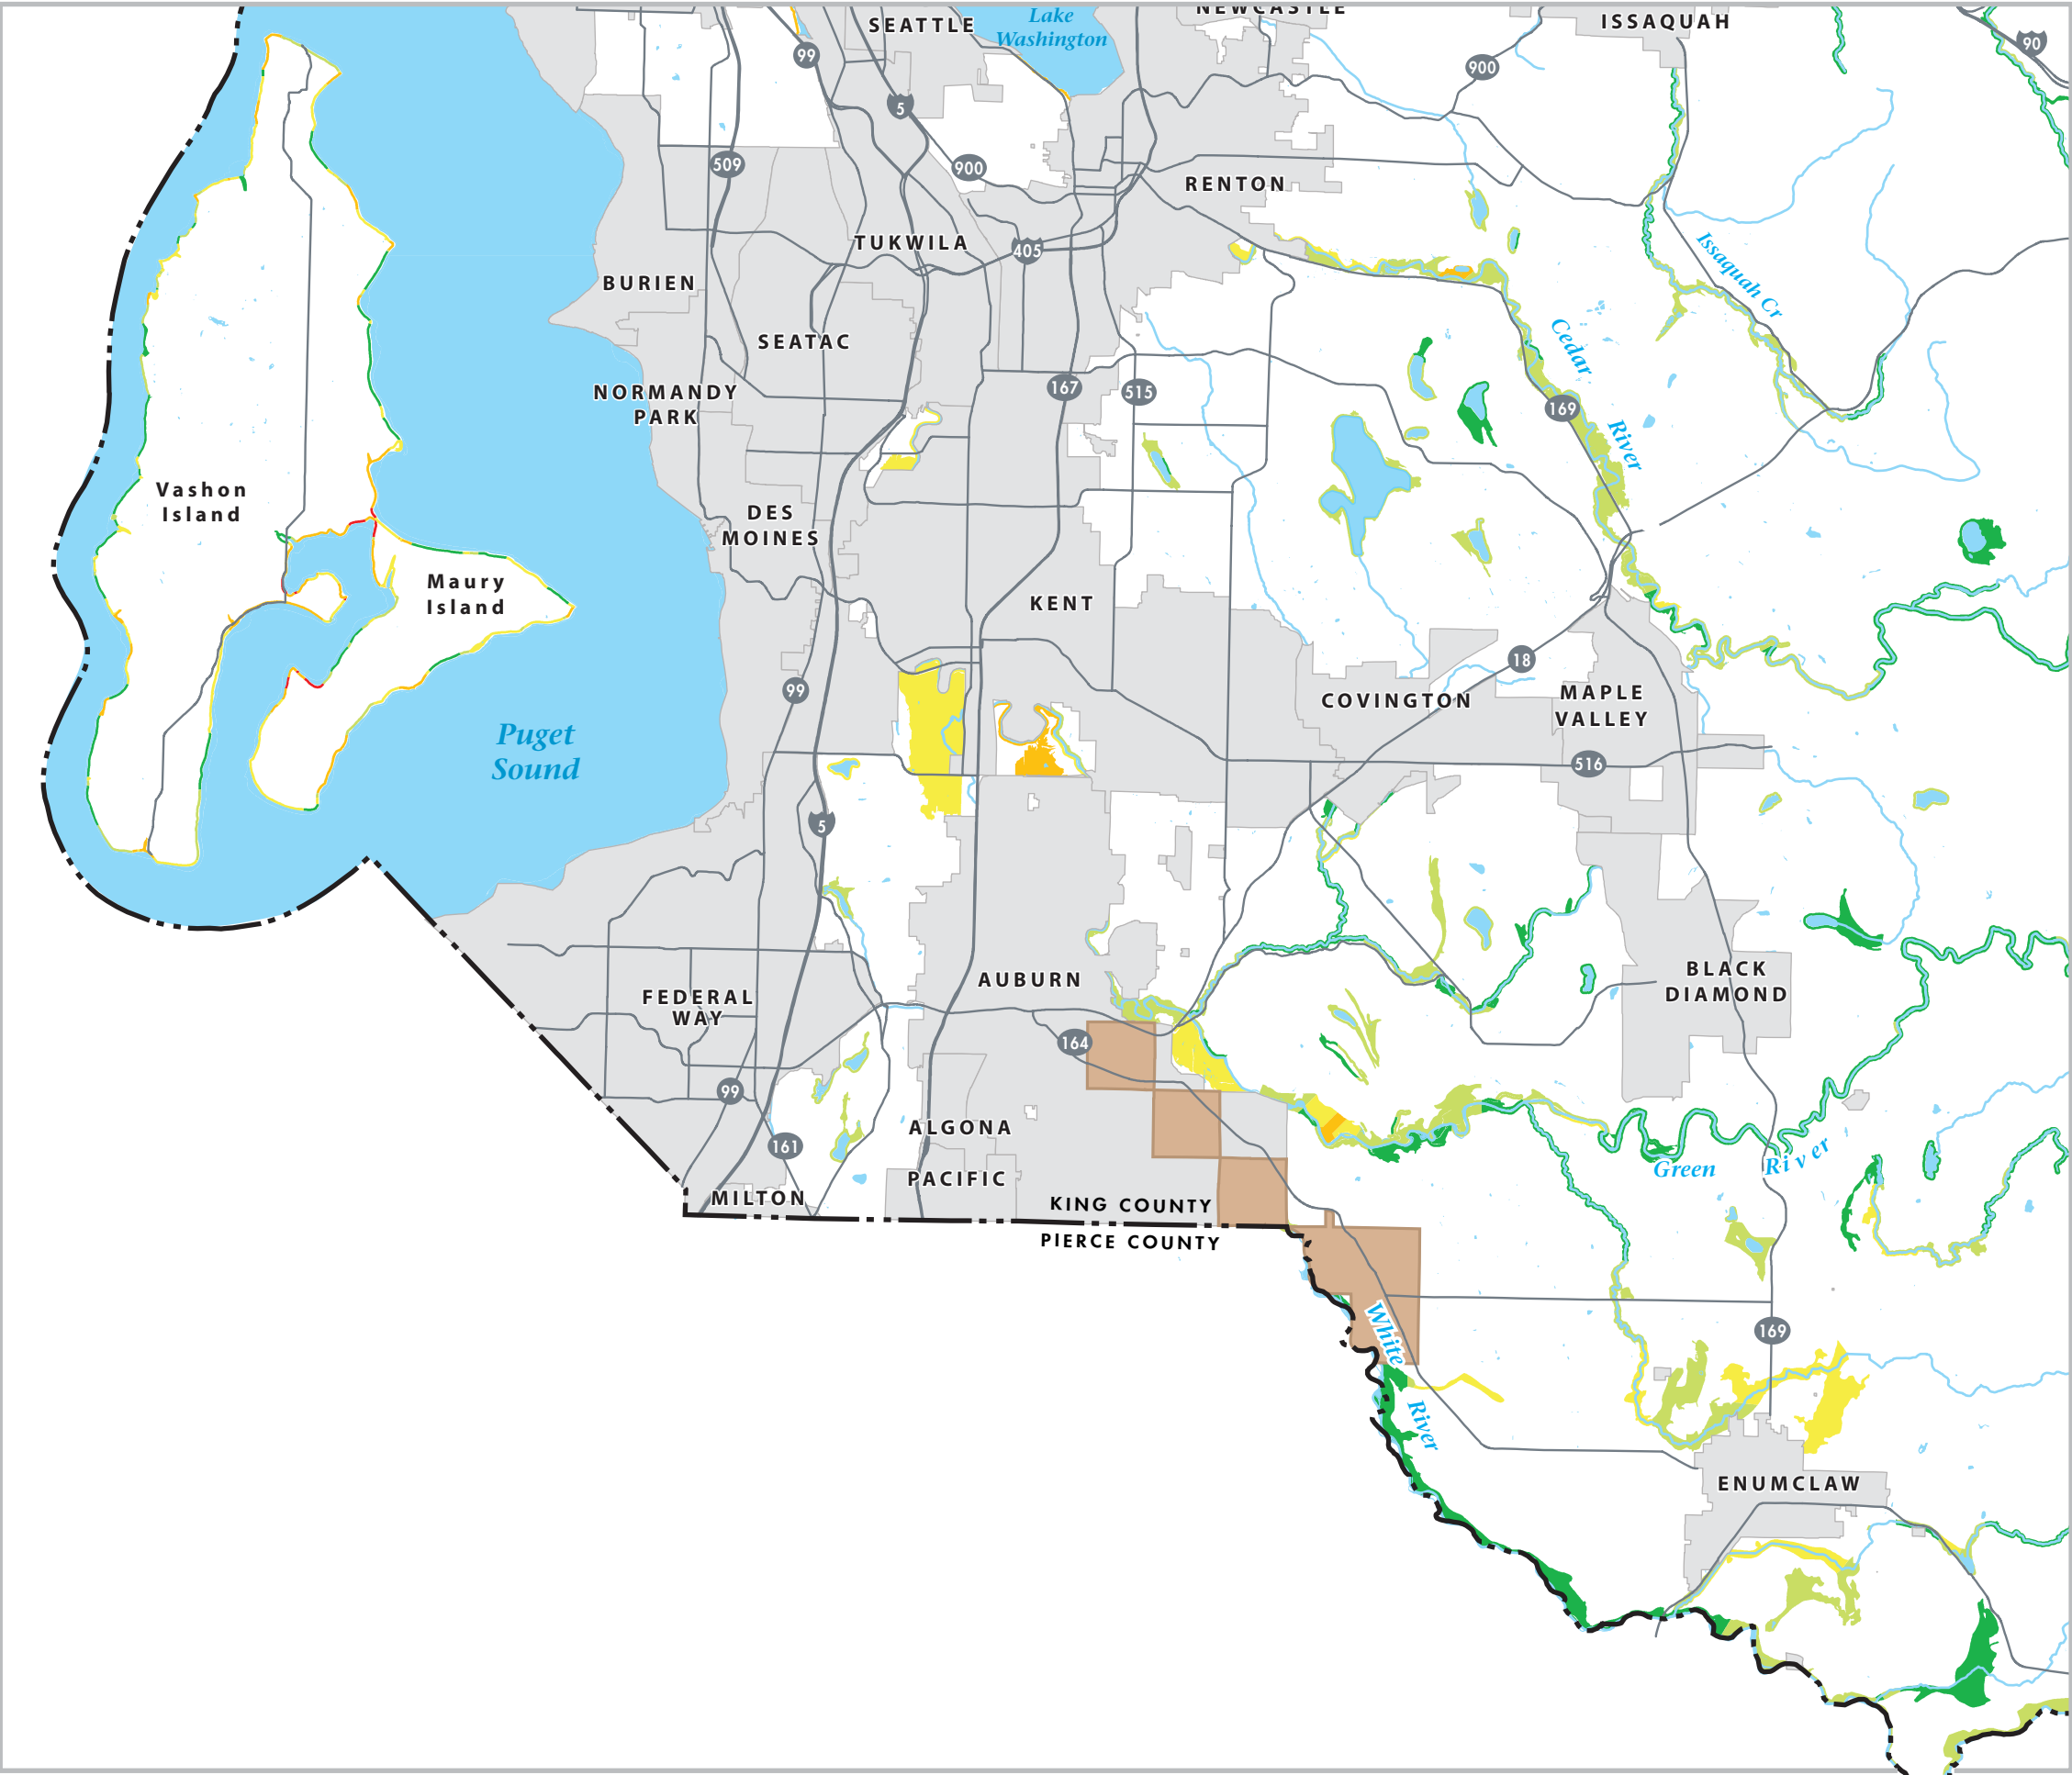 NEWCASTLE
SEATTLE
Lake
Washington
ISSAQUAH
90
99
900
5
509
900
RENTON
TUKWILA
405
Issaquah Cr
BURIEN
SEATAC
Cedar
River
NORMANDY
PARK
167
515
169
Vashon
Island
DES
MOINES
Maury
Island
KENT
18
99
COVINGTON
MAPLE
VALLEY
Puget
Sound
516
5
AUBURN
BLACK
DIAMOND
FEDERAL
WAY
164
99
ALGONA
161
Green
River
PACIFIC
MILTON
KING COUNTY
PIERCE COUNTY
White
River
169
ENUMCLAW